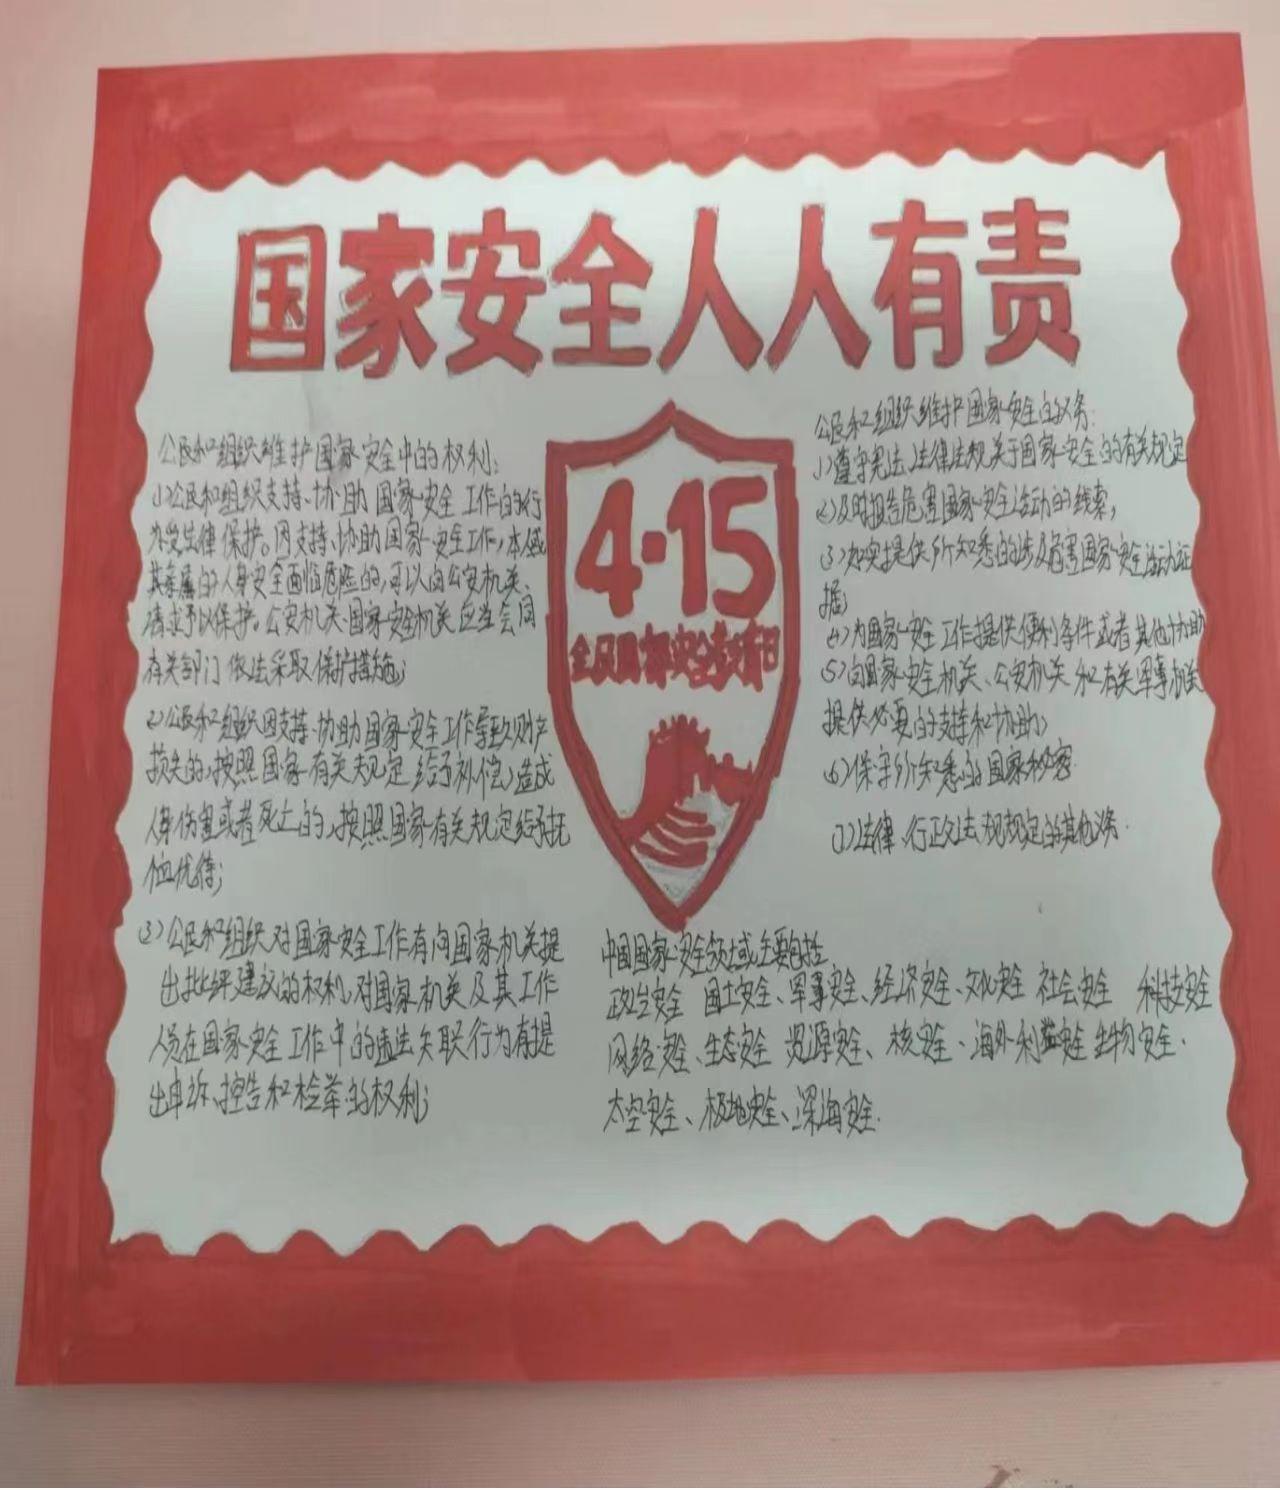 国家安全人人有责
公民和组织维护国家安全中的权利:
(1)公民和组织支持、协助国家安全工作的行
为受法律保护。因支持、协助国家安全工作,本人或
其亲属的人身安全面临危险的,可以向公安机关、
请求予以保护。公安机关、国家安全机关应当会同
有关部门依法采取保护措施;
(2)公民和组织因支持、协助国家安全工作导致财产
损失的,按照国家有关规定给予补偿;造成
人身伤害或者死亡的,按照国家有关规定给予抚
恤优待;
(3)公民和组织对国家安全工作有向国家机关提
出批评建议的权利,对国家机关及其工作
人员在国家安全工作中的违法失职行为有提
出申诉、控告和检举的权利;
4·15
全民国家安全教育日
公民和组织维护国家安全的义务:
(1)遵守宪法、法律法规关于国家安全的有关规定
(2)及时报告危害国家安全活动的线索;
(3)如实提供所知悉的涉及危害国家安全活动证
据;
(4)为国家安全工作提供便利条件或者其他协助
(5)向国家安全机关、公安机关和有关军事机关
提供必要的支持和协助;
(6)保守所知悉的国家秘密
(7)法律、行政法规规定的其他义务.
中国国家安全领域主要包括
政治安全 国土安全、军事安全、经济安全、文化安全 社会安全 科技安全
网络安全、生态安全 资源安全、核安全、海外利益安全 生物安全.
太空安全、极地安全、深海安全.